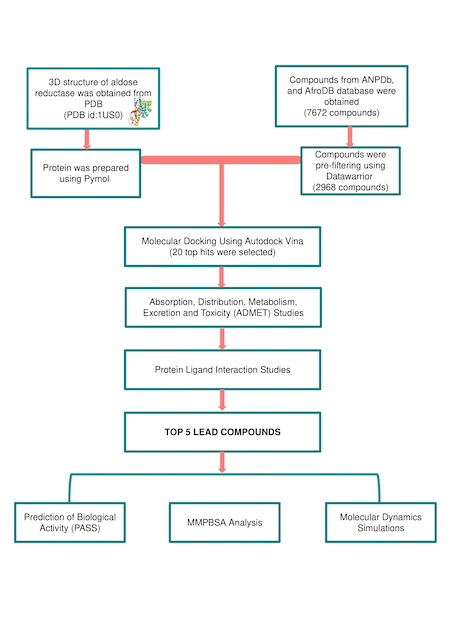 3D structure of aldose
reductase was obtained from
PDB
(PDB id:1US0)
Compounds from ANPDb,
and AfroDB database were
obtained
(7672 compounds)
Protein was prepared
using Pymol
Compounds were
pre-filtering using
Datawarrior
(2968 compounds)
Molecular Docking Using Autodock Vina
(20 top hits were selected)
Absorption, Distribution, Metabolism,
Excretion and Toxicity (ADMET) Studies
Protein Ligand Interaction Studies
TOP 5 LEAD COMPOUNDS
Prediction of Biological
Activity (PASS)
MMPBSA Analysis
Molecular Dynamics
Simulations